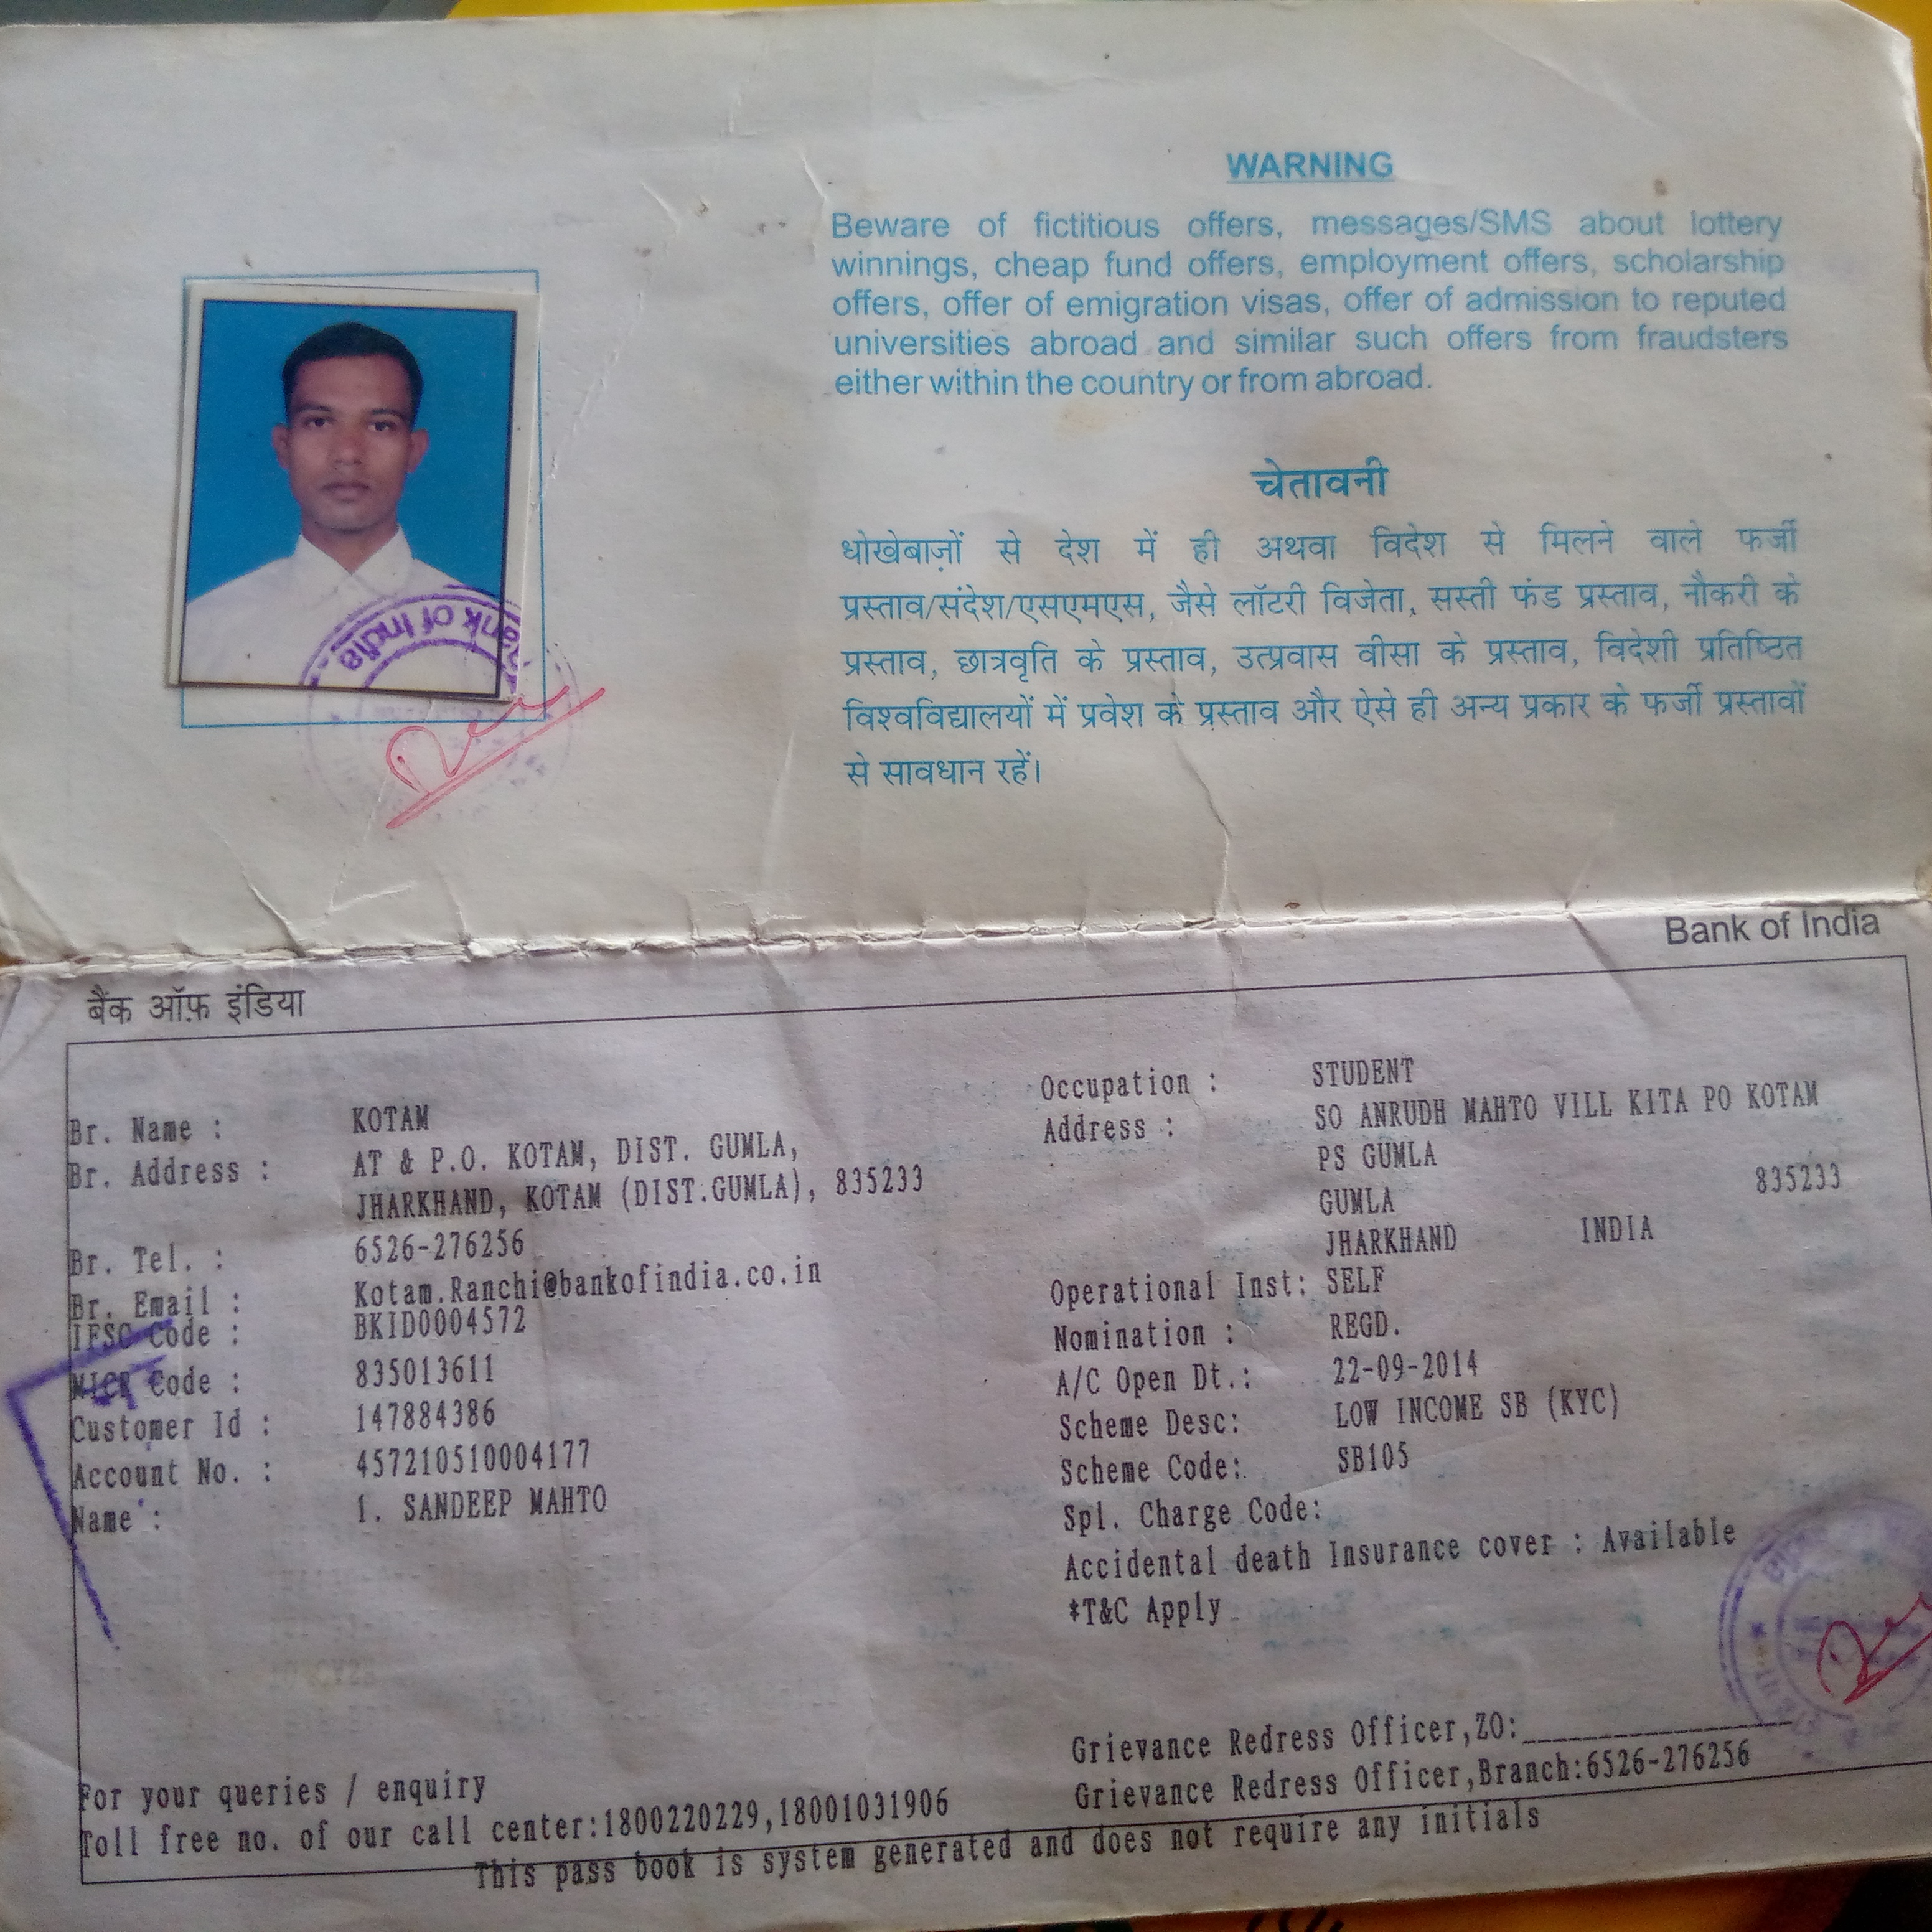 WARNING
Beware of fictitious offers, messages/SMS about lottery
winnings, cheap fund offers, employment offers, scholarship
offers, offer of emigration visas, offer of admission to reputed
universities abroad and similar such offers from fraudsters
either within the country or from abroad.
चेतावनी
धोखेबाज़ों से देश में ही अथवा विदेश से मिलने वाले फर्जी
प्रस्ताव/संदेश/एसएमएस, जैसे लॉटरी विजेता, सस्ती फंड प्रस्ताव, नौकरी के
प्रस्ताव, छात्रवृति के प्रस्ताव, उत्प्रवास वीसा के प्रस्ताव, विदेशी प्रतिष्ठित
विश्वविद्यालयों में प्रवेश के प्रस्ताव और ऐसे ही अन्य प्रकार के फर्जी प्रस्तावों
से सावधान रहें।
Bank of India
बैंक ऑफ़ इंडिया
Bank of India
Br. Name : KOTAM
Br. Address : AT & P.O. KOTAM, DIST. GUMLA,
JHARKHAND, KOTAM (DIST.GUMLA), 835233
Br. Tel. : 6526-276256
Br. Email : Kotam.Ranchi@bankofindia.co.in
IFSC Code : BKID0004572
MICR Code : 835013611
Customer Id : 147884386
Account No. : 457210510004177
Name : 1. SANDEEP MAHTO
Occupation : STUDENT
Address : SO ANRUDH MAHTO VILL KITA PO KOTAM
PS GUMLA
GUMLA 835233
JHARKHAND INDIA
Operational Inst: SELF
Nomination : REGD.
A/C Open Dt.: 22-09-2014
Scheme Desc: LOW INCOME SB (KYC)
Scheme Code: SB105
Spl. Charge Code:
Accidental death Insurance cover : Available
*T&C Apply
Grievance Redress Officer,ZO:
Grievance Redress Officer,Branch:6526-276256
For your queries / enquiry
Toll free no. of our call center:1800220229,18001031906
This pass book is system generated and does not require any initials